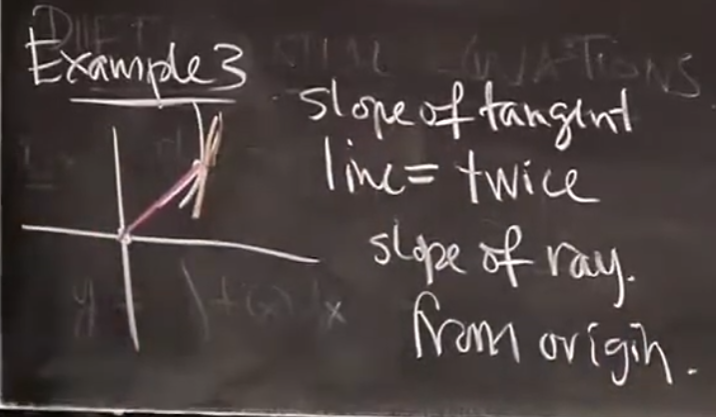 Example 3
slope of tangent
line = twice
slope of ray.
from origin.